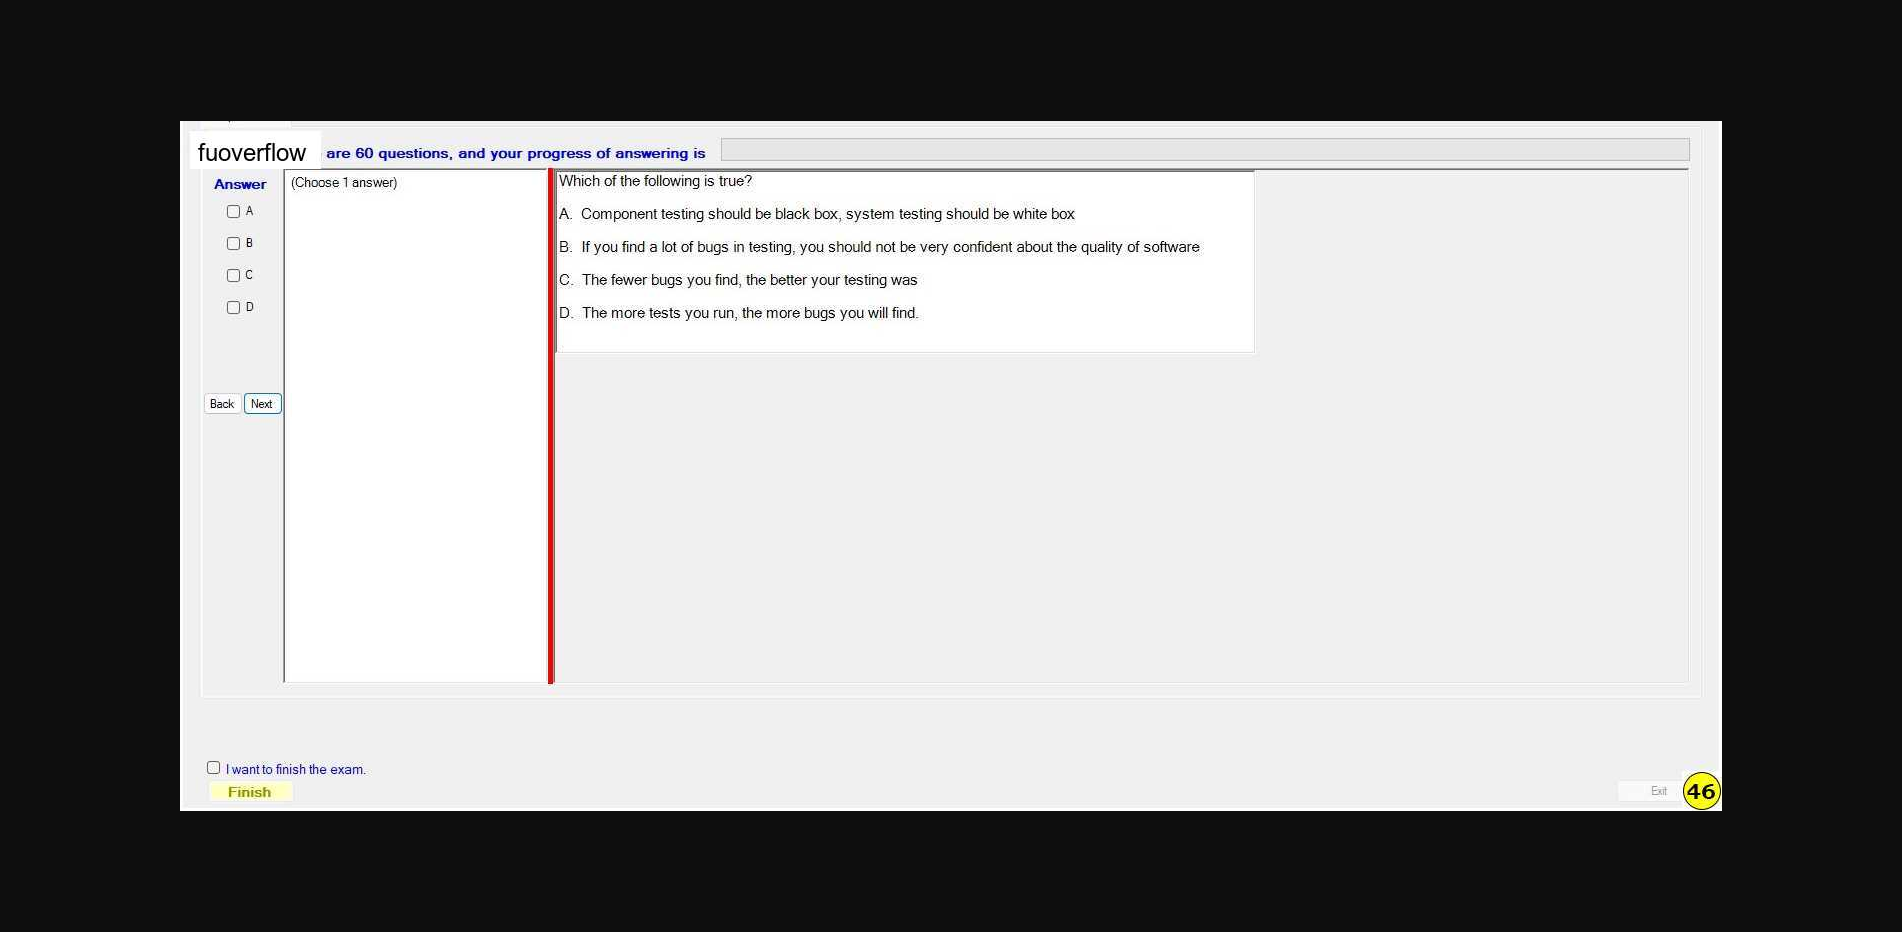 fuoverflow are 60 questions, and your progress of answering is
Answer
(Choose 1 answer)
A
B
C
D
Back Next
Which of the following is true?
A. Component testing should be black box, system testing should be white box
B. If you find a lot of bugs in testing, you should not be very confident about the quality of software
C. The fewer bugs you find, the better your testing was
D. The more tests you run, the more bugs you will find.
I want to finish the exam.
Finish
Exit
46